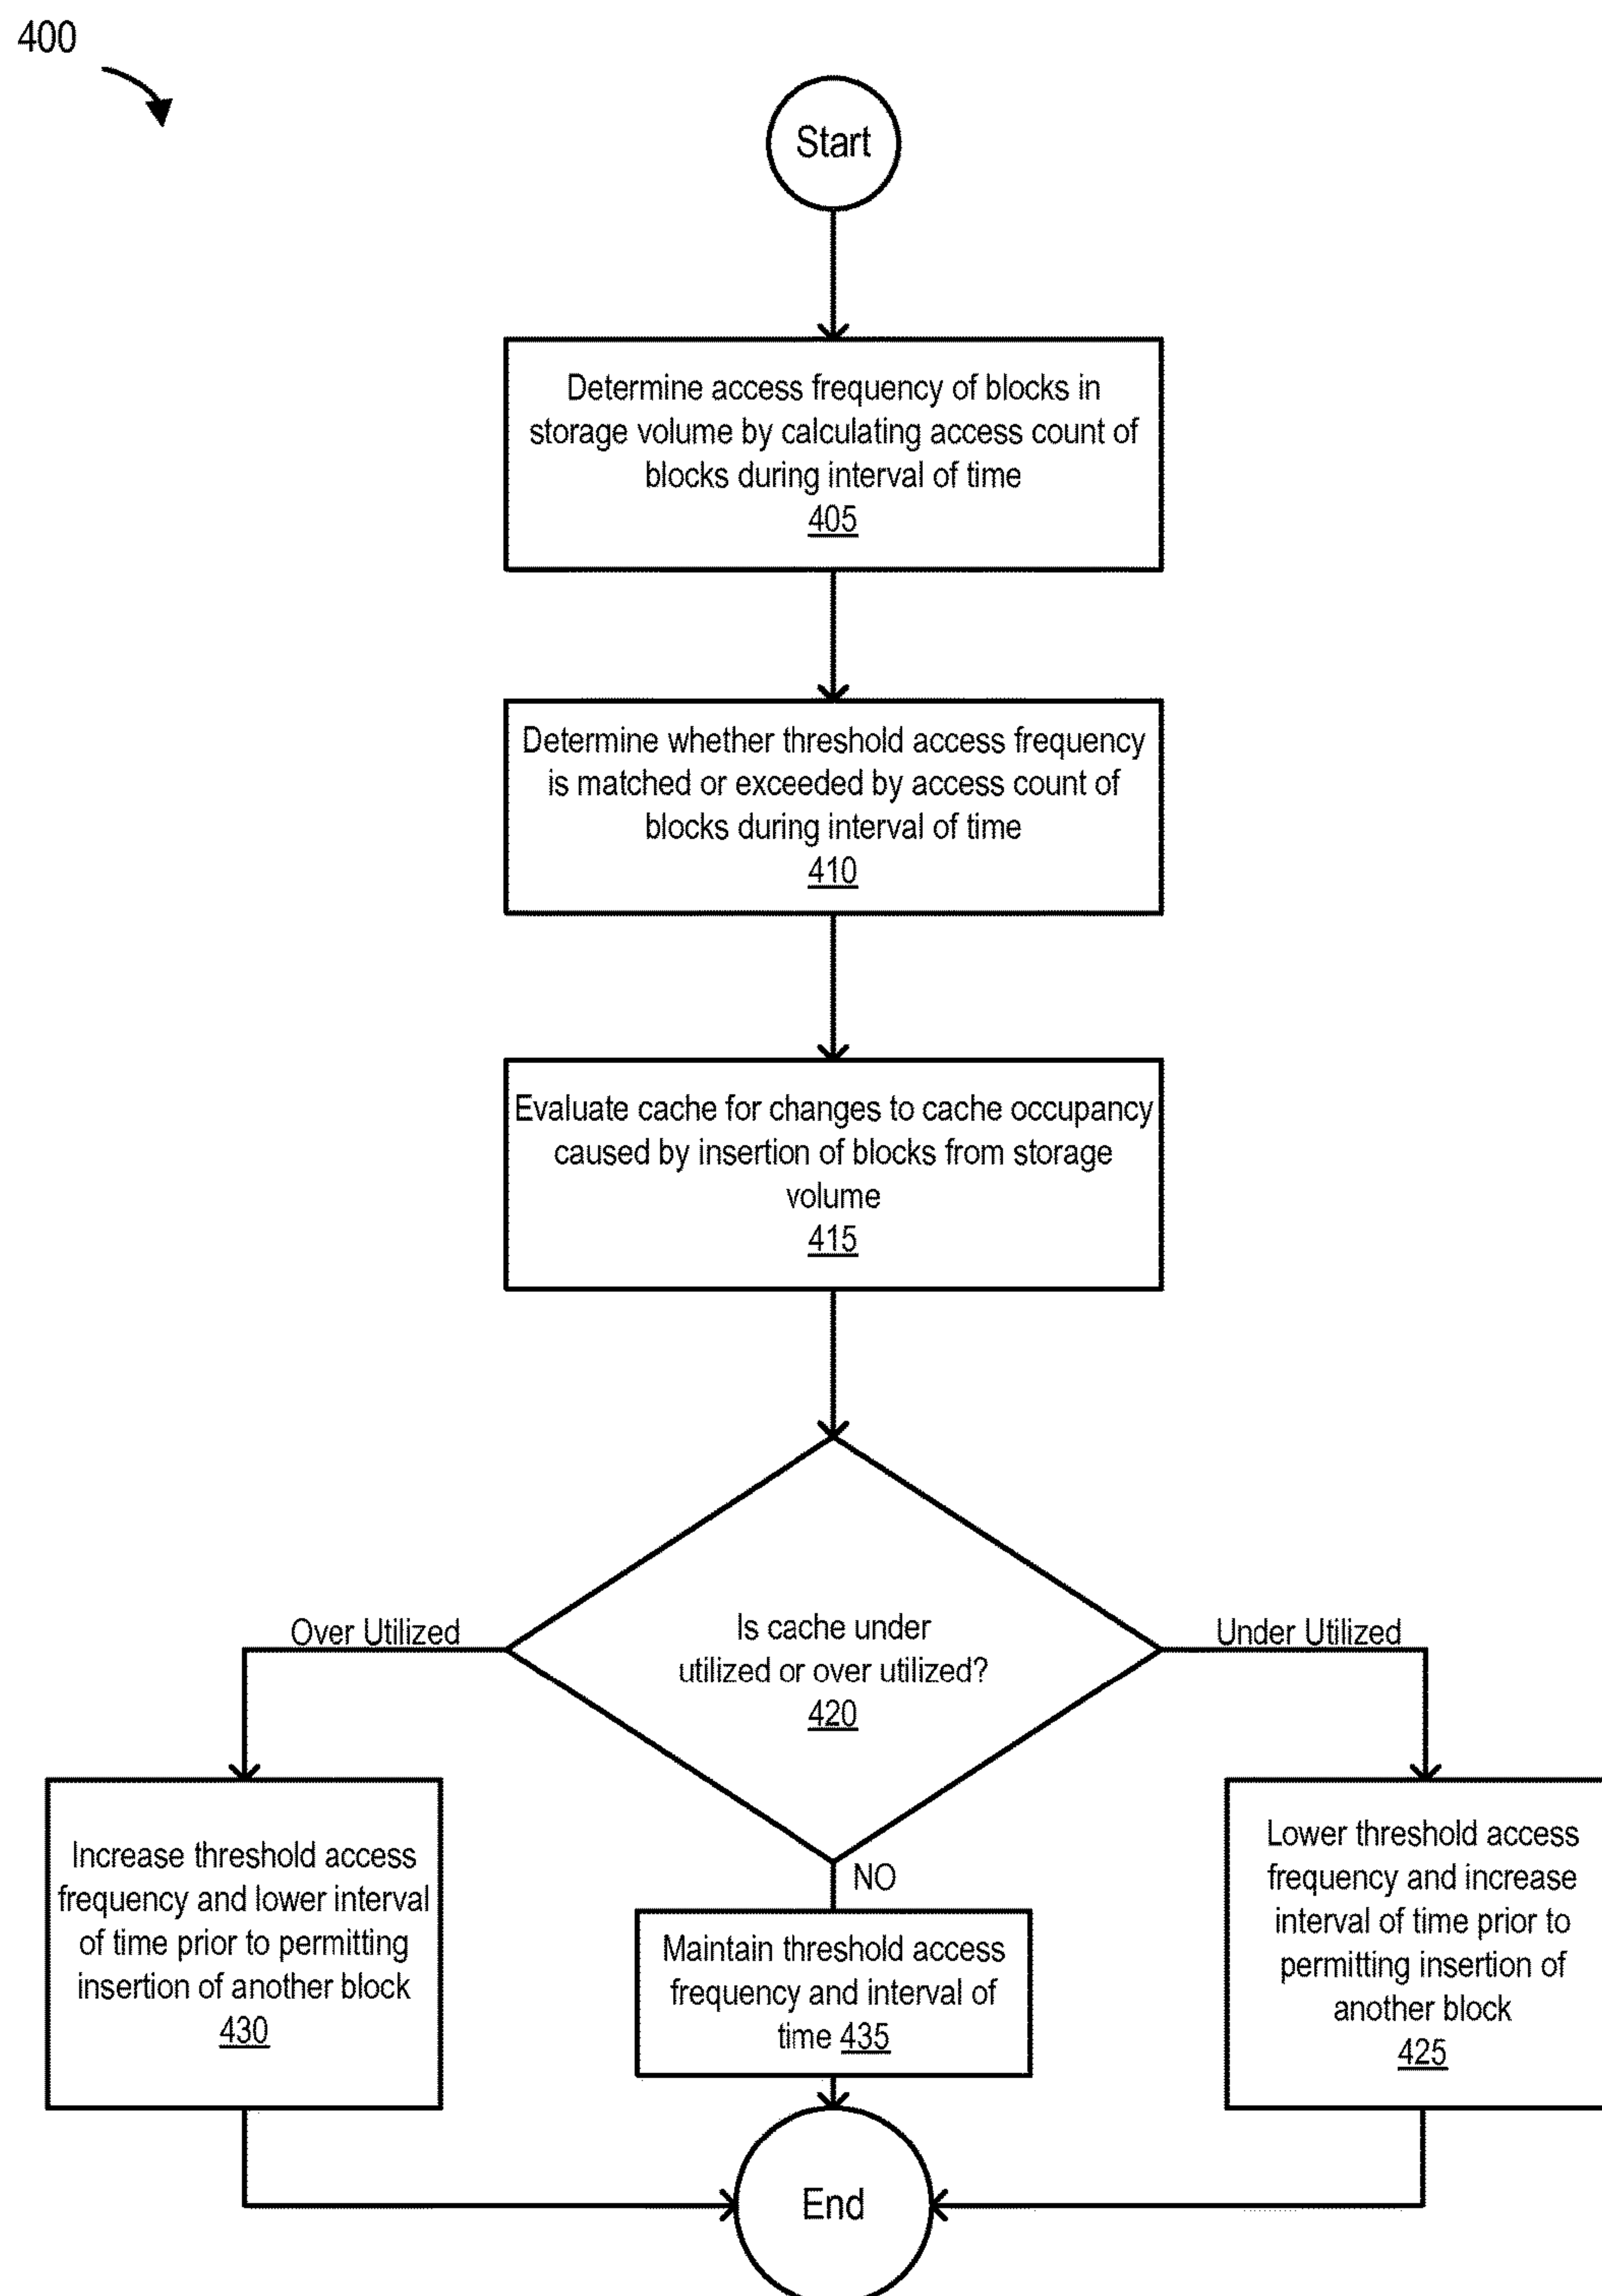 400
Start
Determine access frequency of blocks in
storage volume by calculating access count of
blocks during interval of time
405
Determine whether threshold access frequency
is matched or exceeded by access count of
blocks during interval of time
410
Evaluate cache for changes to cache occupancy
caused by insertion of blocks from storage
volume
415
Is cache under
utilized or over utilized?
420
Over Utilized
Under Utilized
NO
Increase threshold access
frequency and lower interval
of time prior to permitting
insertion of another block
430
Maintain threshold access
frequency and interval of
time 435
Lower threshold access
frequency and increase
interval of time prior to
permitting insertion of
another block
425
End